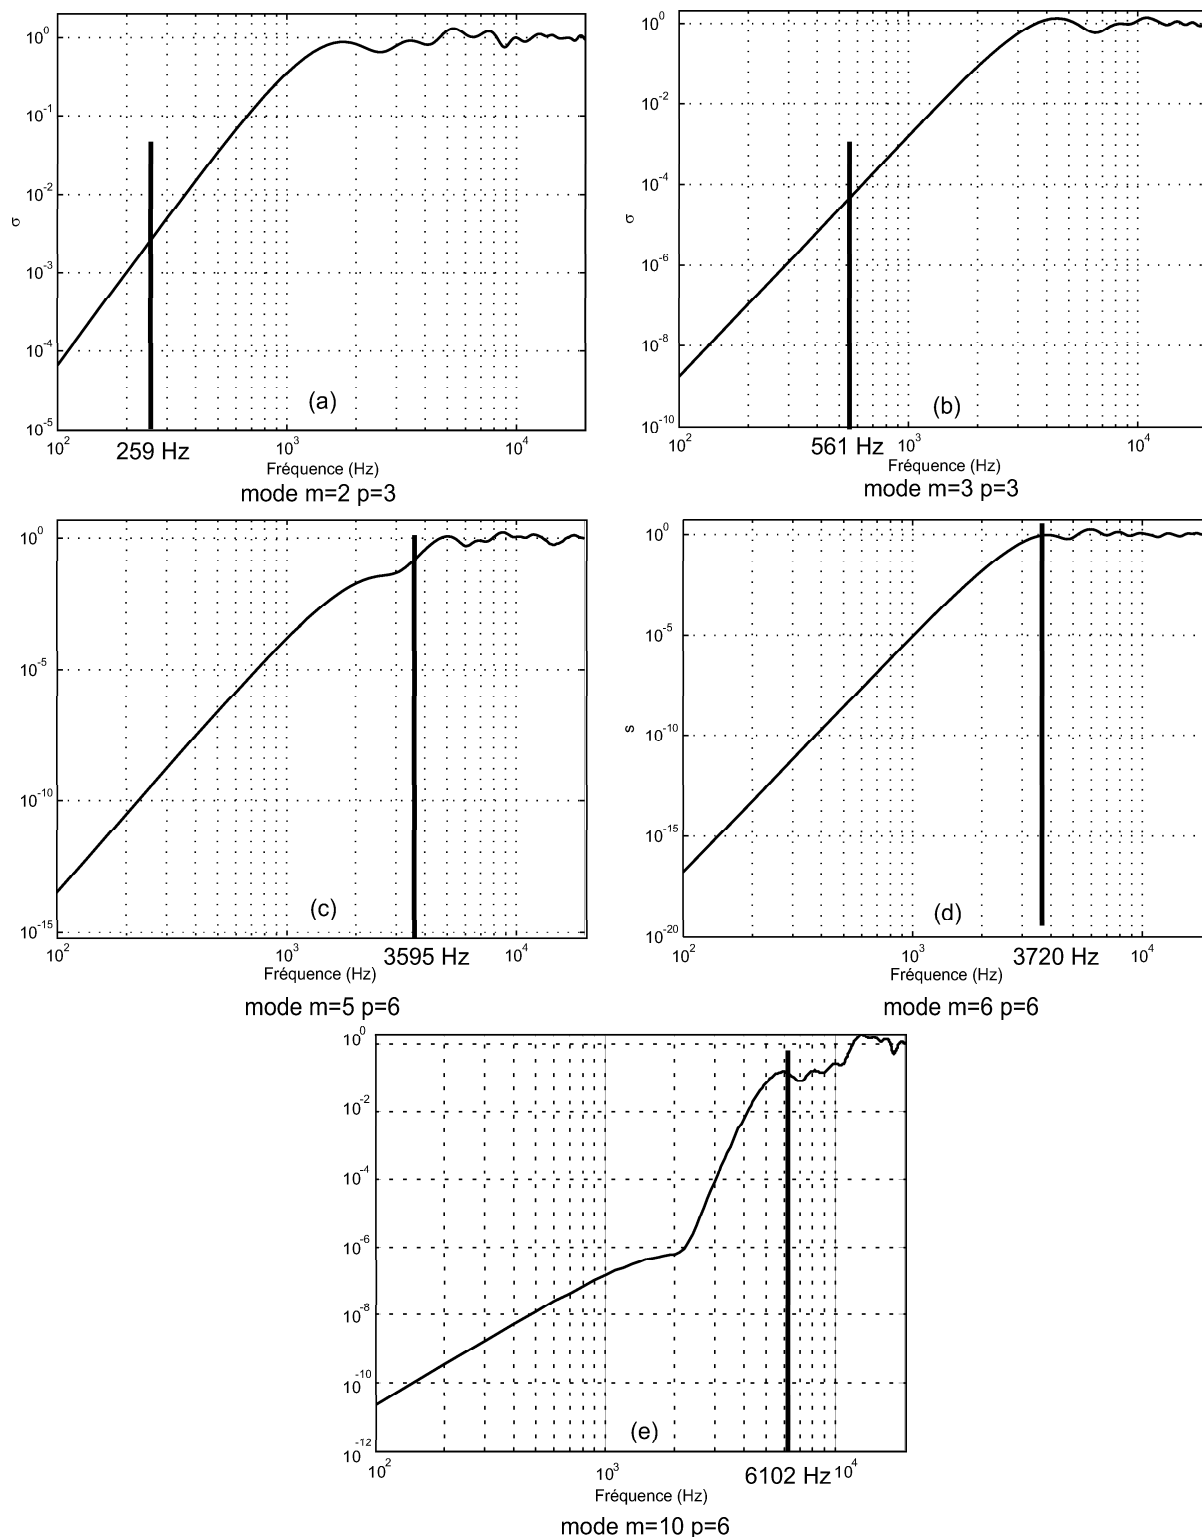 10^0
10^-1
10^-2
σ
10^-3
10^-4
(a)
10^-5
10^2
259 Hz
10^3
10^4
Fréquence (Hz)
mode m=2 p=3
10^0
10^-2
10^-4
σ
10^-6
10^-8
(b)
10^-10
10^2
561 Hz
10^3
10^4
Fréquence (Hz)
mode m=3 p=3
10^0
10^-5
10^-10
(c)
10^-15
10^2
10^3
3595 Hz
10^4
Fréquence (Hz)
mode m=5 p=6
10^0
10^-5
s
10^-10
10^-15
(d)
10^-20
10^2
10^3
3720 Hz
10^4
Fréquence (Hz)
mode m=6 p=6
10^0
10^-2
10^-4
10^-6
10^-8
10^-10
(e)
10^-12
10^2
10^3
6102 Hz
10^4
Fréquence (Hz)
mode m=10 p=6